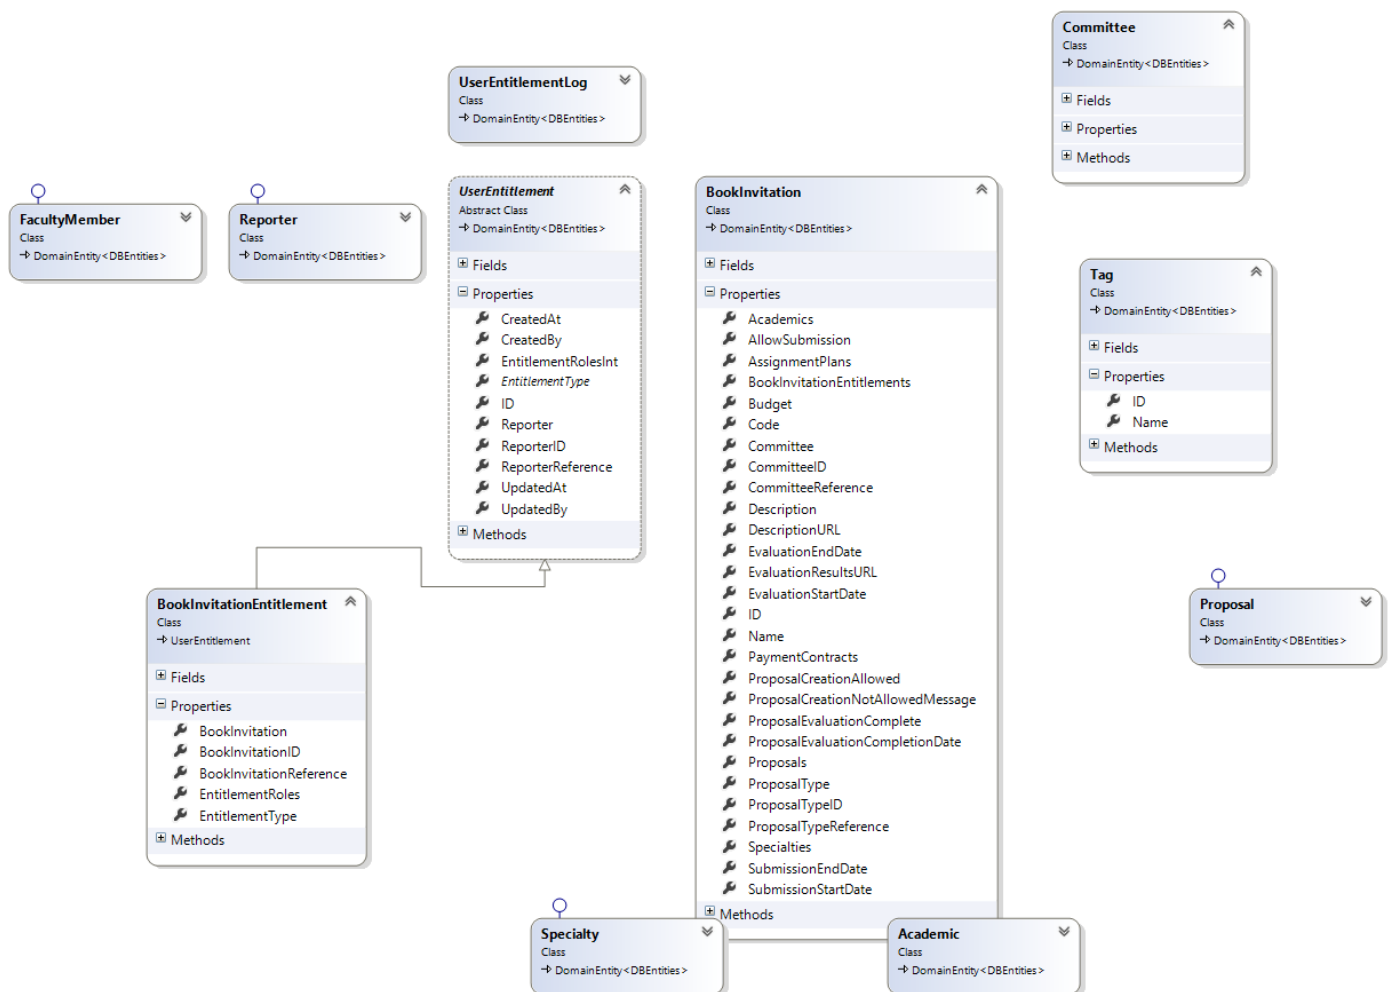 Committee
Class
DomainEntity<DBEntities>
Fields
Properties
Methods
UserEntitlementLog
Class
DomainEntity<DBEntities>
FacultyMember
Class
DomainEntity<DBEntities>
Reporter
Class
DomainEntity<DBEntities>
UserEntitlement
Abstract Class
DomainEntity<DBEntities>
Fields
Properties
CreatedAt
CreatedBy
EntitlementRolesInt
EntitlementType
ID
Reporter
ReporterID
ReporterReference
UpdatedAt
UpdatedBy
Methods
BookInvitation
Class
DomainEntity<DBEntities>
Fields
Properties
Academics
AllowSubmission
AssignmentPlans
BookInvitationEntitlements
Budget
Code
Committee
CommitteeID
CommitteeReference
Description
DescriptionURL
EvaluationEndDate
EvaluationResultsURL
EvaluationStartDate
ID
Name
PaymentContracts
ProposalCreationAllowed
ProposalCreationNotAllowedMessage
ProposalEvaluationComplete
ProposalEvaluationCompletionDate
Proposals
ProposalType
ProposalTypeID
ProposalTypeReference
Specialties
SubmissionEndDate
SubmissionStartDate
Methods
Tag
Class
DomainEntity<DBEntities>
Fields
Properties
ID
Name
Methods
BookInvitationEntitlement
Class
UserEntitlement
Fields
Properties
BookInvitation
BookInvitationID
BookInvitationReference
EntitlementRoles
EntitlementType
Methods
Proposal
Class
DomainEntity<DBEntities>
Specialty
Class
DomainEntity<DBEntities>
Academic
Class
DomainEntity<DBEntities>